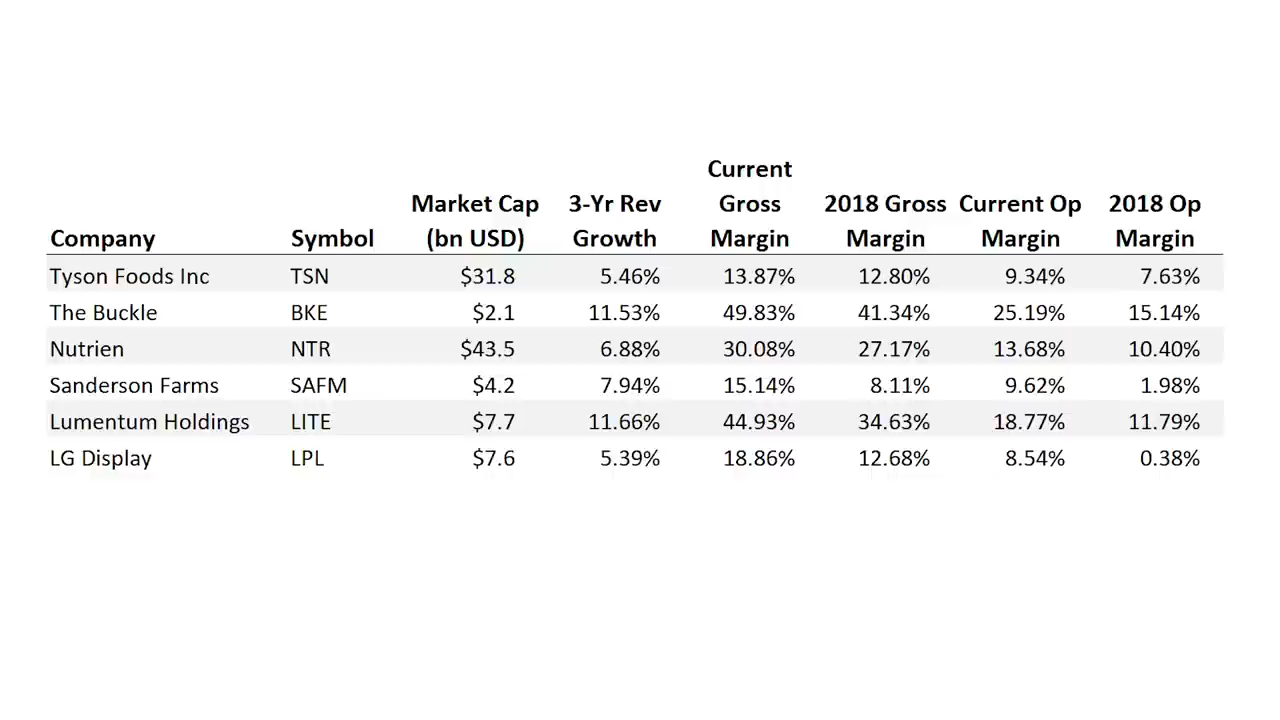 Current
Market Cap 3-Yr Rev Gross 2018 Gross Current Op 2018 Op
Company Symbol (bn USD) Growth Margin Margin Margin Margin
Tyson Foods Inc TSN $31.8 5.46% 13.87% 12.80% 9.34% 7.63%
The Buckle BKE $2.1 11.53% 49.83% 41.34% 25.19% 15.14%
Nutrien NTR $43.5 6.88% 30.08% 27.17% 13.68% 10.40%
Sanderson Farms SAFM $4.2 7.94% 15.14% 8.11% 9.62% 1.98%
Lumentum Holdings LITE $7.7 11.66% 44.93% 34.63% 18.77% 11.79%
LG Display LPL $7.6 5.39% 18.86% 12.68% 8.54% 0.38%